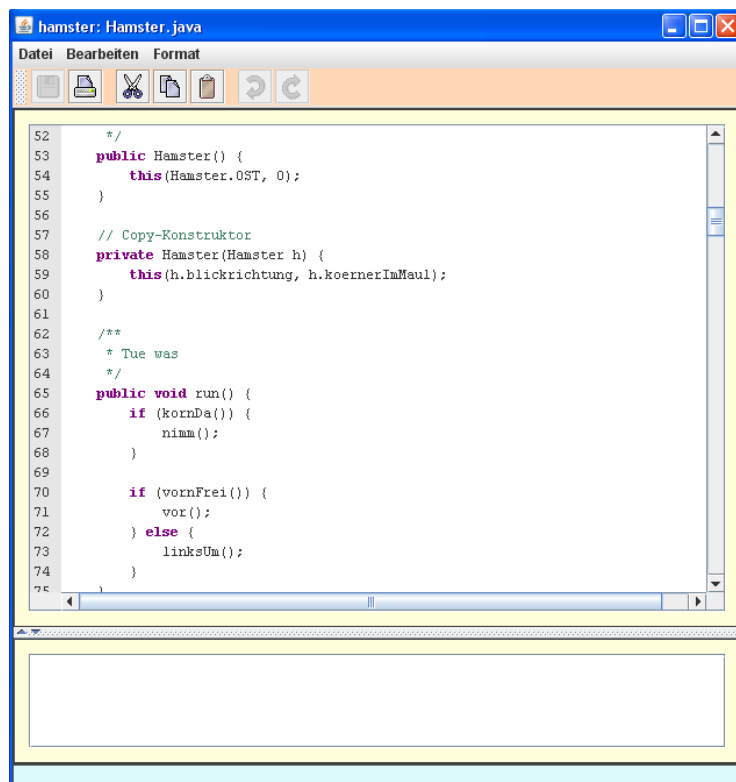 hamster: Hamster.java
Datei Bearbeiten Format
52 */
53 public Hamster() {
54 this(Hamster.OST, 0);
55 }
56
57 // Copy-Konstruktor
58 private Hamster(Hamster h) {
59 this(h.blickrichtung, h.koernerImMaul);
60 }
61
62 /**
63 * Tue was
64 */
65 public void run() {
66 if (kornDa()) {
67 nimm();
68 }
69
70 if (vornFrei()) {
71 vor();
72 } else {
73 linksUm();
74 }
75 }